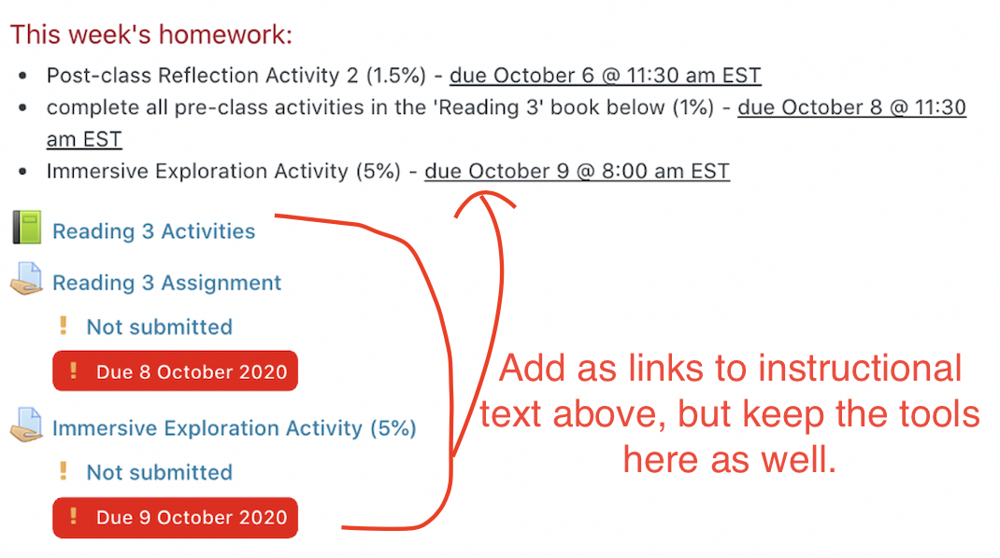 This week's homework:
• Post-class Reflection Activity 2 (1.5%) - due October 6 @ 11:30 am EST
• complete all pre-class activities in the 'Reading 3' book below (1%) - due October 8 @ 11:30
am EST
• Immersive Exploration Activity (5%) - due October 9 @ 8:00 am EST
Reading 3 Activities
Reading 3 Assignment
! Not submitted
! Due 8 October 2020
Immersive Exploration Activity (5%)
! Not submitted
! Due 9 October 2020
Add as links to instructional
text above, but keep the tools
here as well.